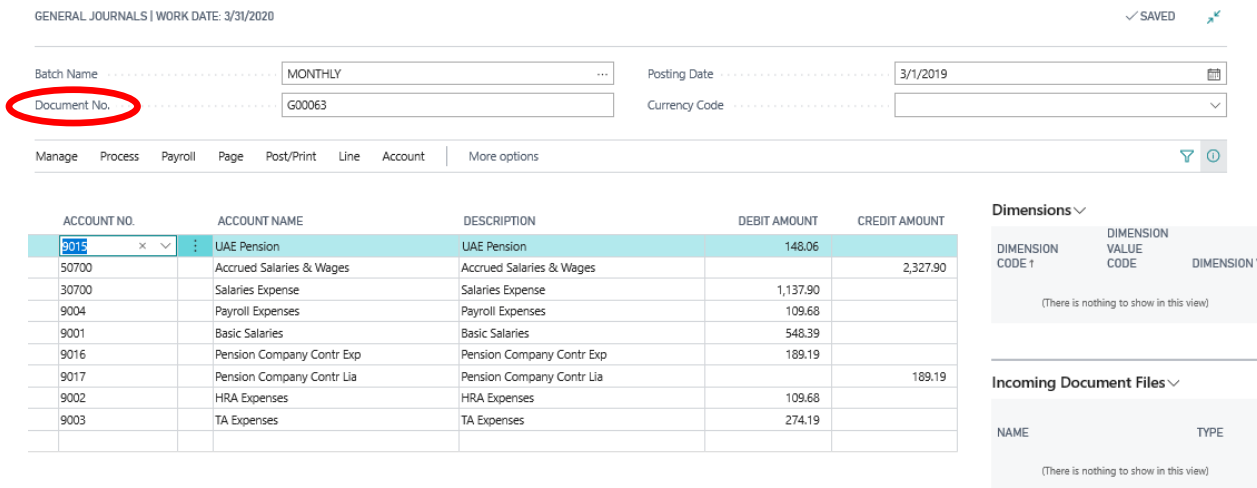 GENERAL JOURNALS | WORK DATE: 3/31/2020
✓ SAVED
Batch Name MONTHLY ...
Posting Date 3/1/2019
Document No. G00063
Currency Code
Manage Process Payroll Page Post/Print Line Account More options
ACCOUNT NO. ACCOUNT NAME DESCRIPTION DEBIT AMOUNT CREDIT AMOUNT
9015 UAE Pension UAE Pension 148.06
50700 Accrued Salaries & Wages Accrued Salaries & Wages 2,327.90
30700 Salaries Expense Salaries Expense 1,137.90
9004 Payroll Expenses Payroll Expenses 109.68
9001 Basic Salaries Basic Salaries 548.39
9016 Pension Company Contr Exp Pension Company Contr Exp 189.19
9017 Pension Company Contr Lia Pension Company Contr Lia 189.19
9002 HRA Expenses HRA Expenses 109.68
9003 TA Expenses TA Expenses 274.19
Dimensions
DIMENSION CODE ↑ DIMENSION VALUE CODE DIMENSION
(There is nothing to show in this view)
Incoming Document Files
NAME TYPE
(There is nothing to show in this view)